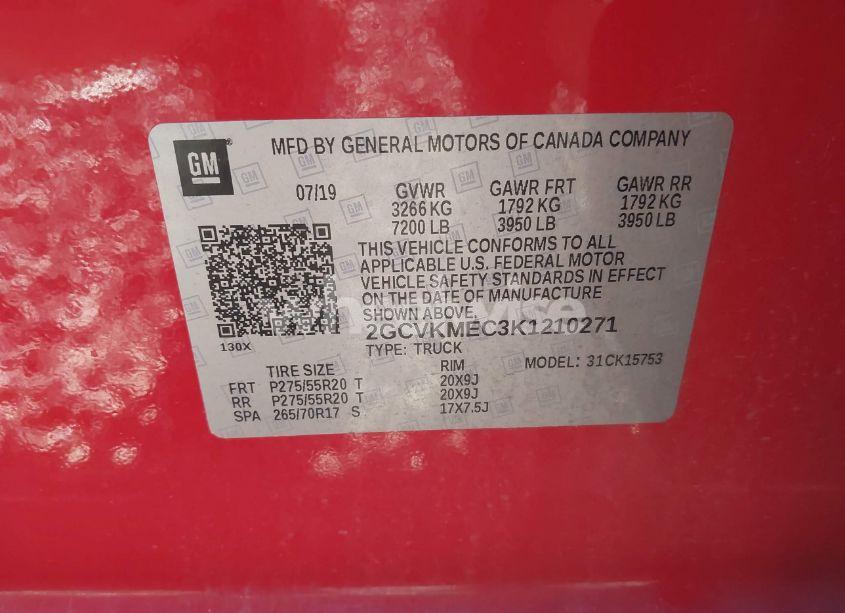 GM
MFD BY GENERAL MOTORS OF CANADA COMPANY
07/19 GVWR GAWR FRT GAWR RR
3266 KG 1792 KG 1792 KG
7200 LB 3950 LB 3950 LB
THIS VEHICLE CONFORMS TO ALL
APPLICABLE U.S. FEDERAL MOTOR
VEHICLE SAFETY STANDARDS IN EFFECT
ON THE DATE OF MANUFACTURE
SHOWN ABOVE.
2GCVKMEC3K1210271
130X
TYPE: TRUCK MODEL: 31CK15753
TIRE SIZE RIM
FRT P275/55R20 T 20X9J
RR P275/55R20 T 20X9J
SPA 265/70R17 S 17X7.5J